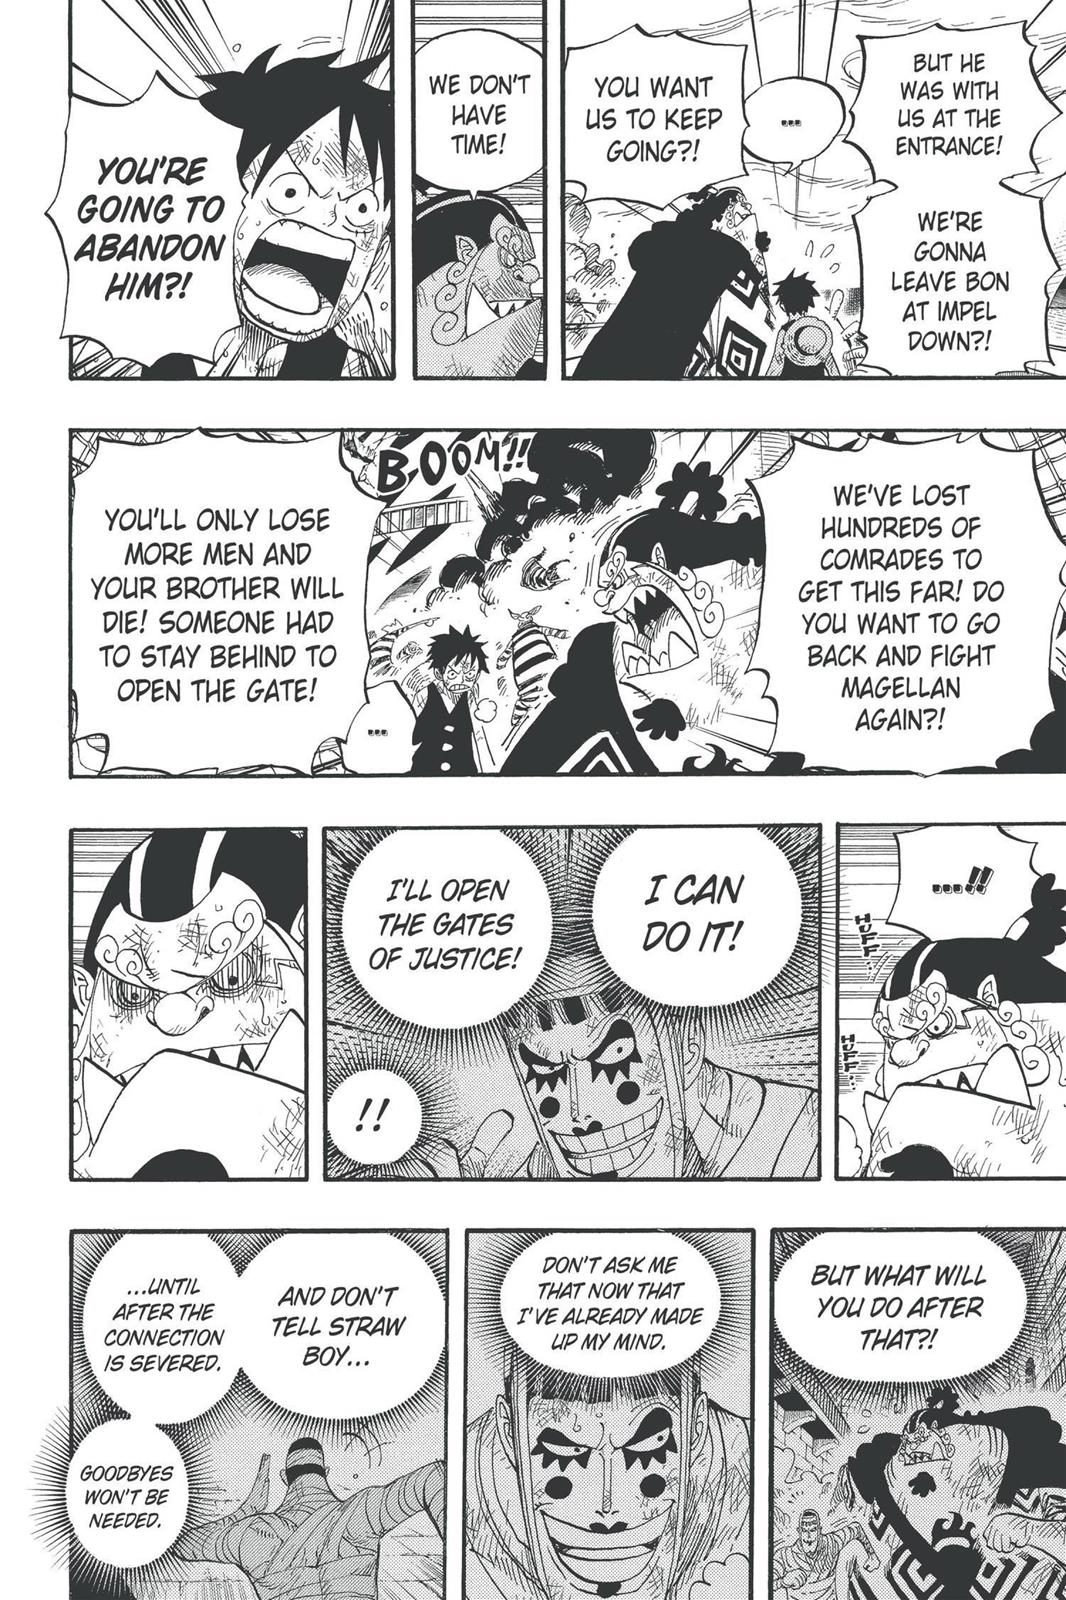 BUT HE
WAS WITH
US AT THE
ENTRANCE!
WE'RE
GONNA
LEAVE BON
AT IMPEL
DOWN?!
...
YOU WANT
US TO KEEP
GOING?!
WE DON'T
HAVE
TIME!
YOU'RE
GOING TO
ABANDON
HIM?!
WE'VE LOST
HUNDREDS OF
COMRADES TO
GET THIS FAR! DO
YOU WANT TO GO
BACK AND FIGHT
MAGELLAN
AGAIN?!
BOOM!!
YOU'LL ONLY LOSE
MORE MEN AND
YOUR BROTHER WILL
DIE! SOMEONE HAD
TO STAY BEHIND TO
OPEN THE GATE!
...
....!!
HUFF...
HUFF...
I CAN
DO IT!
I'LL OPEN
THE GATES
OF JUSTICE!
!!
BUT WHAT WILL
YOU DO AFTER
THAT?!
DON'T ASK ME
THAT NOW THAT
I'VE ALREADY MADE
UP MY MIND.
AND DON'T
TELL STRAW
BOY...
...UNTIL
AFTER THE
CONNECTION
IS SEVERED.
GOODBYES
WON'T BE
NEEDED.